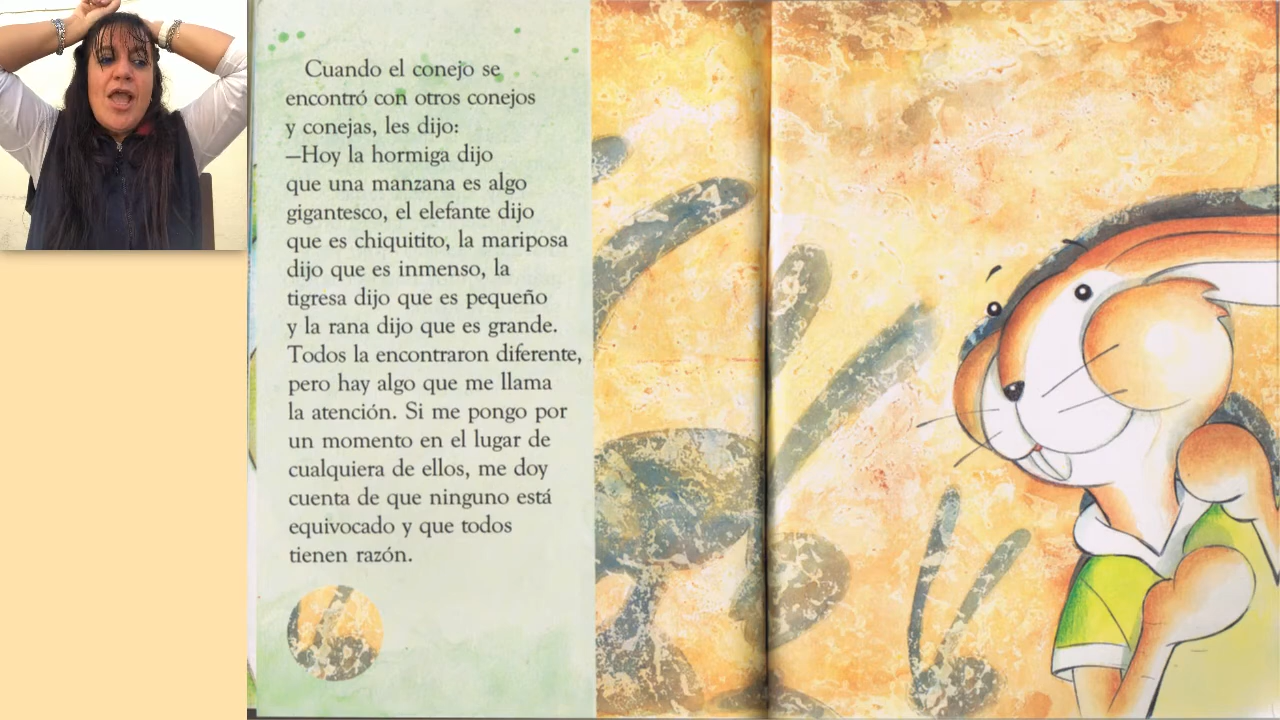 Cuando el conejo se
encontró con otros conejos
y conejas, les dijo:
—Hoy la hormiga dijo
que una manzana es algo
gigantesco, el elefante dijo
que es chiquitito, la mariposa
dijo que es inmenso, la
tigresa dijo que es pequeño
y la rana dijo que es grande.
Todos la encontraron diferente,
pero hay algo que me llama
la atención. Si me pongo por
un momento en el lugar de
cualquiera de ellos, me doy
cuenta de que ninguno está
equivocado y que todos
tienen razón.